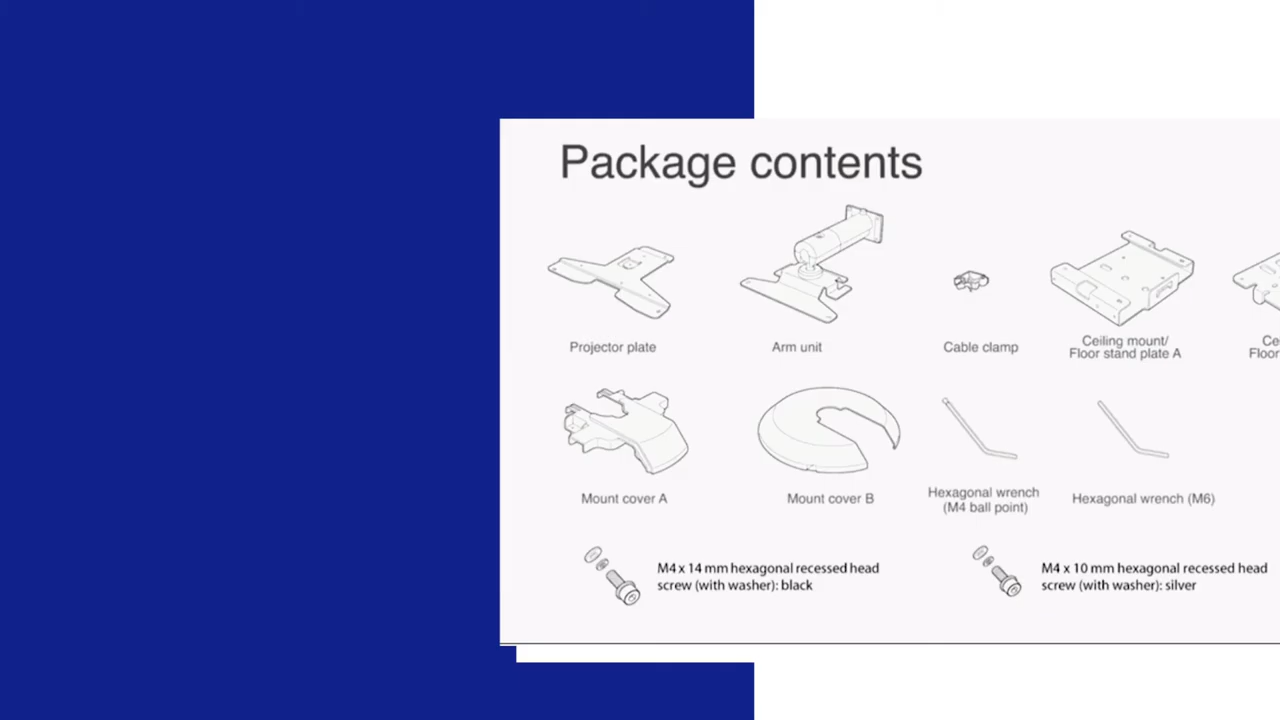 Package contents
Projector plate
Arm unit
Cable clamp
Ceiling mount/
Floor stand plate A
Ce
Floor
Mount cover A
Mount cover B
Hexagonal wrench
(M4 ball point)
Hexagonal wrench (M6)
M4 x 14 mm hexagonal recessed head
screw (with washer): black
M4 x 10 mm hexagonal recessed head
screw (with washer): silver